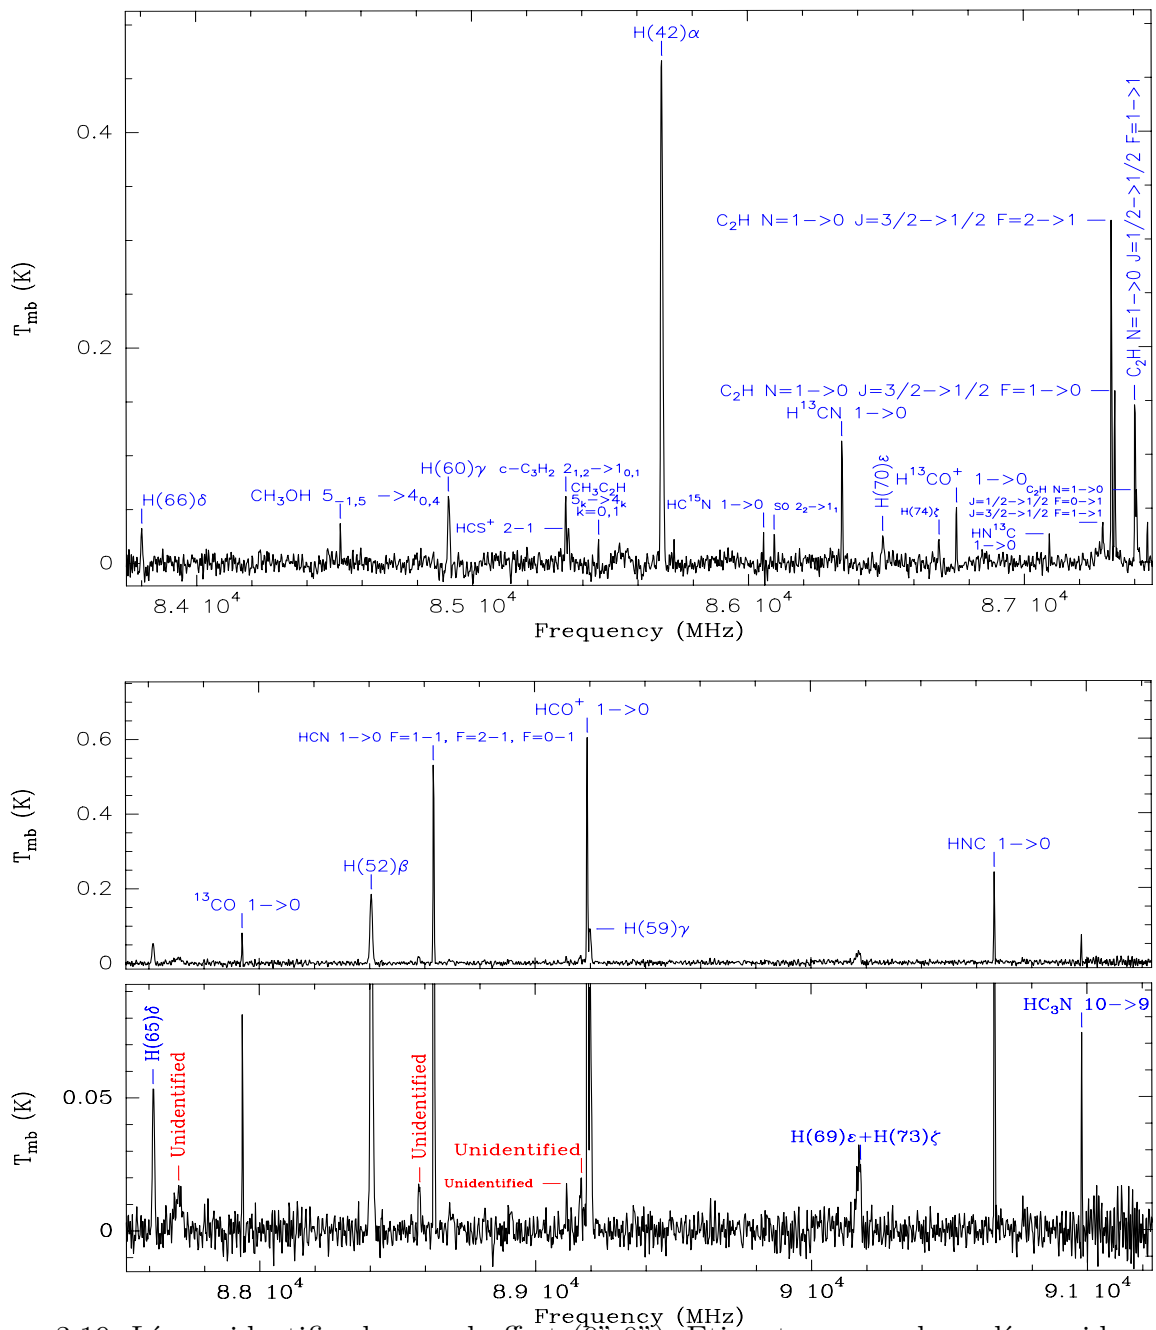 H(42)α
0.4
C₂H N=1−>0 J=1/2−>1/2 F=1−>1
C₂H N=1−>0 J=3/2−>1/2 F=2−>1
T_mb (K)
0.2
C₂H N=1−>0 J=3/2−>1/2 F=1−>0
H¹³CN 1−>0
H(60)γ
c−C₃H₂ 2₁,₂−>1₀,₁
H(70)ε
H¹³CO⁺ 1−>0
CH₃OH 5₋₁,₅ −>4₀,₄
H(66)δ
CH₃C₂H
5ₖ−>4ₖ
k=0,1
HCS⁺ 2−1
HC¹⁵N 1−>0
SO 2₂−>1₁
H(74)ζ
C₂H N=1−>0
J=1/2−>1/2 F=0−>1
J=3/2−>1/2 F=1−>1
HN¹³C
1−>0
0
8.4 10⁴
8.5 10⁴
8.6 10⁴
8.7 10⁴
Frequency (MHz)
HCO⁺ 1−>0
HCN 1−>0 F=1−1, F=2−1, F=0−1
0.6
T_mb (K)
0.4
H(52)β
HNC 1−>0
0.2
¹³CO 1−>0
H(59)γ
0
HC₃N 10−>9
H(65)δ
Unidentified
Unidentified
0.05
T_mb (K)
Unidentified
Unidentified
H(69)ε+H(73)ζ
0
8.8 10⁴
8.9 10⁴
9 10⁴
9.1 10⁴
Frequency (MHz)